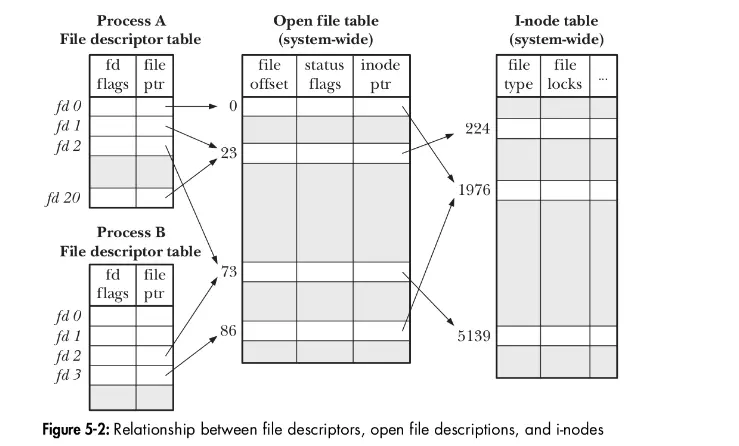 Process A
File descriptor table
fd flags
file ptr
fd 0
fd 1
fd 2
fd 20
Process B
File descriptor table
fd flags
file ptr
fd 0
fd 1
fd 2
fd 3
Open file table
(system-wide)
file offset
status flags
inode ptr
0
23
73
86
I-node table
(system-wide)
file type
file locks
...
224
1976
5139
Figure 5-2: Relationship between file descriptors, open file descriptions, and i-nodes